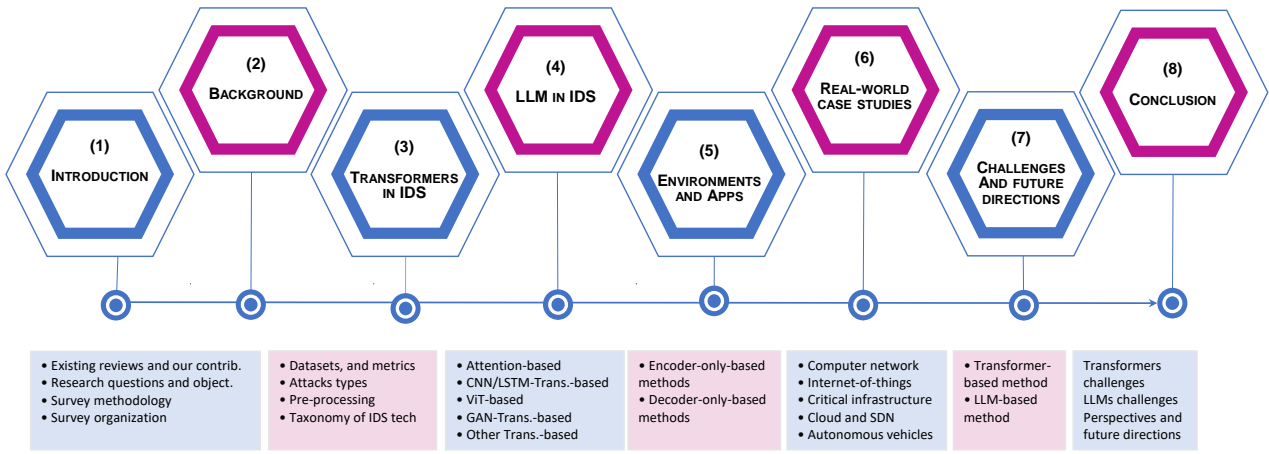 (1)
INTRODUCTION
(2)
BACKGROUND
(3)
TRANSFORMERS
IN IDS
(4)
LLM IN IDS
(5)
ENVIRONMENTS
AND APPS
(6)
REAL-WORLD
CASE STUDIES
(7)
CHALLENGES
AND FUTURE
DIRECTIONS
(8)
CONCLUSION
• Existing reviews and our contrib.
• Research questions and object.
• Survey methodology
• Survey organization
• Datasets, and metrics
• Attacks types
• Pre-processing
• Taxonomy of IDS tech
• Attention-based
• CNN/LSTM-Trans.-based
• ViT-based
• GAN-Trans.-based
• Other Trans.-based
• Encoder-only-based
methods
• Decoder-only-based
methods
• Computer network
• Internet-of-things
• Critical infrastructure
• Cloud and SDN
• Autonomous vehicles
• Transformer-
based method
• LLM-based
method
Transformers
challenges
LLMs challenges
Perspectives and
future directions